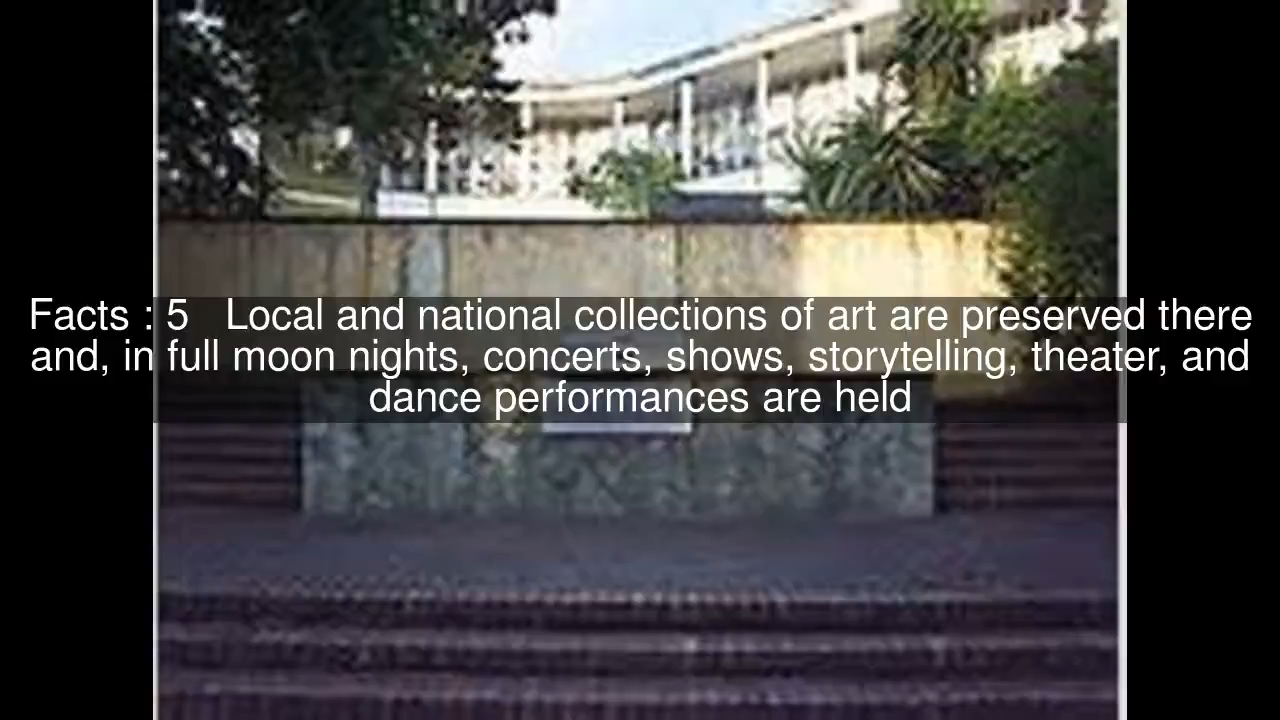 Facts : 5   Local and national collections of art are preserved there
and, in full moon nights, concerts, shows, storytelling, theater, and
dance performances are held